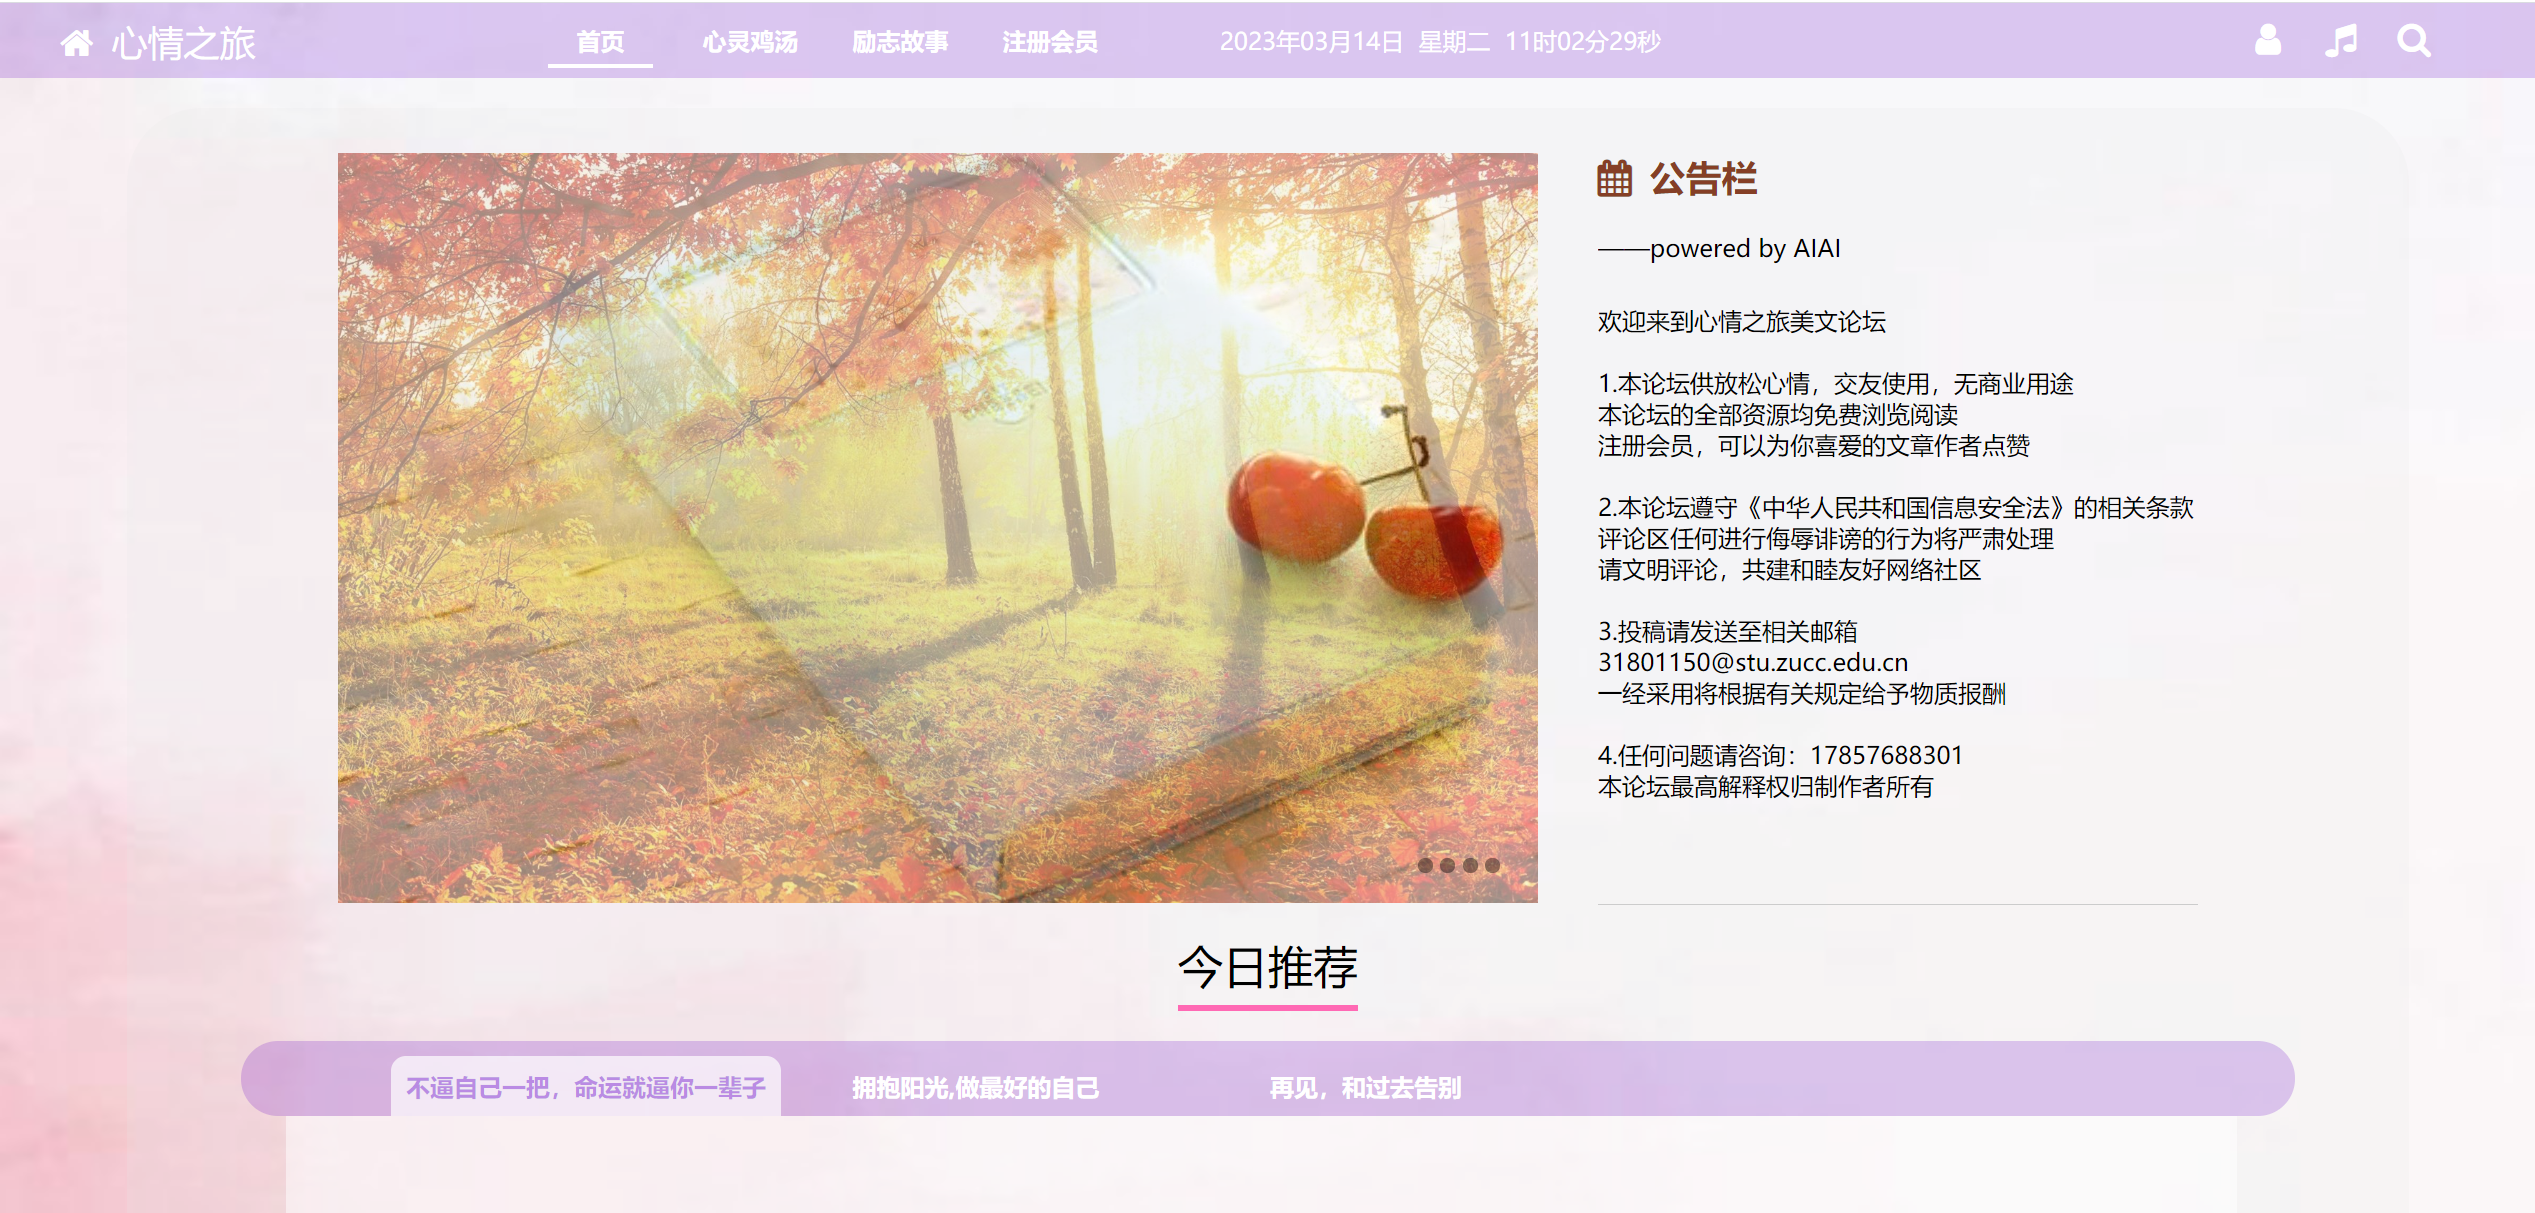 心情之旅
首页 心灵鸡汤 励志故事 注册会员 2023年03月14日 星期二 11时02分29秒
公告栏
——powered by AIAI
欢迎来到心情之旅美文论坛
1.本论坛供放松心情，交友使用，无商业用途
本论坛的全部资源均免费浏览阅读
注册会员，可以为你喜爱的文章作者点赞
2.本论坛遵守《中华人民共和国信息安全法》的相关条款
评论区任何进行侮辱诽谤的行为将严肃处理
请文明评论，共建和睦友好网络社区
3.投稿请发送至相关邮箱
31801150@stu.zucc.edu.cn
一经采用将根据有关规定给予物质报酬
4.任何问题请咨询：17857688301
本论坛最高解释权归制作者所有
今日推荐
不逼自己一把，命运就逼你一辈子 拥抱阳光,做最好的自己 再见，和过去告别